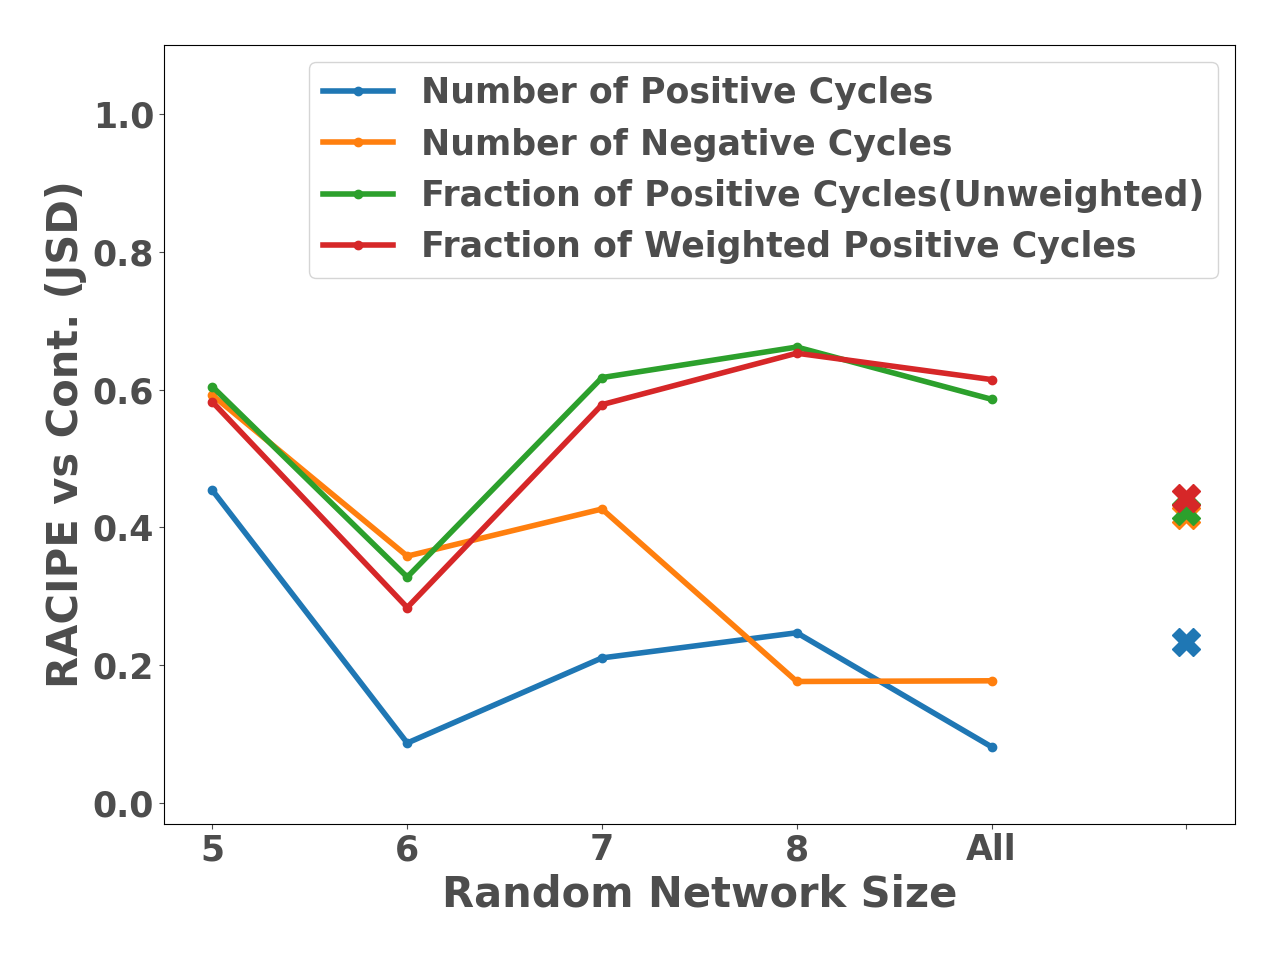 Number of Positive Cycles
Number of Negative Cycles
Fraction of Positive Cycles(Unweighted)
Fraction of Weighted Positive Cycles
RACIPE vs Cont. (JSD)
1.0
0.8
0.6
0.4
0.2
0.0
5 6 7 8 All
Random Network Size